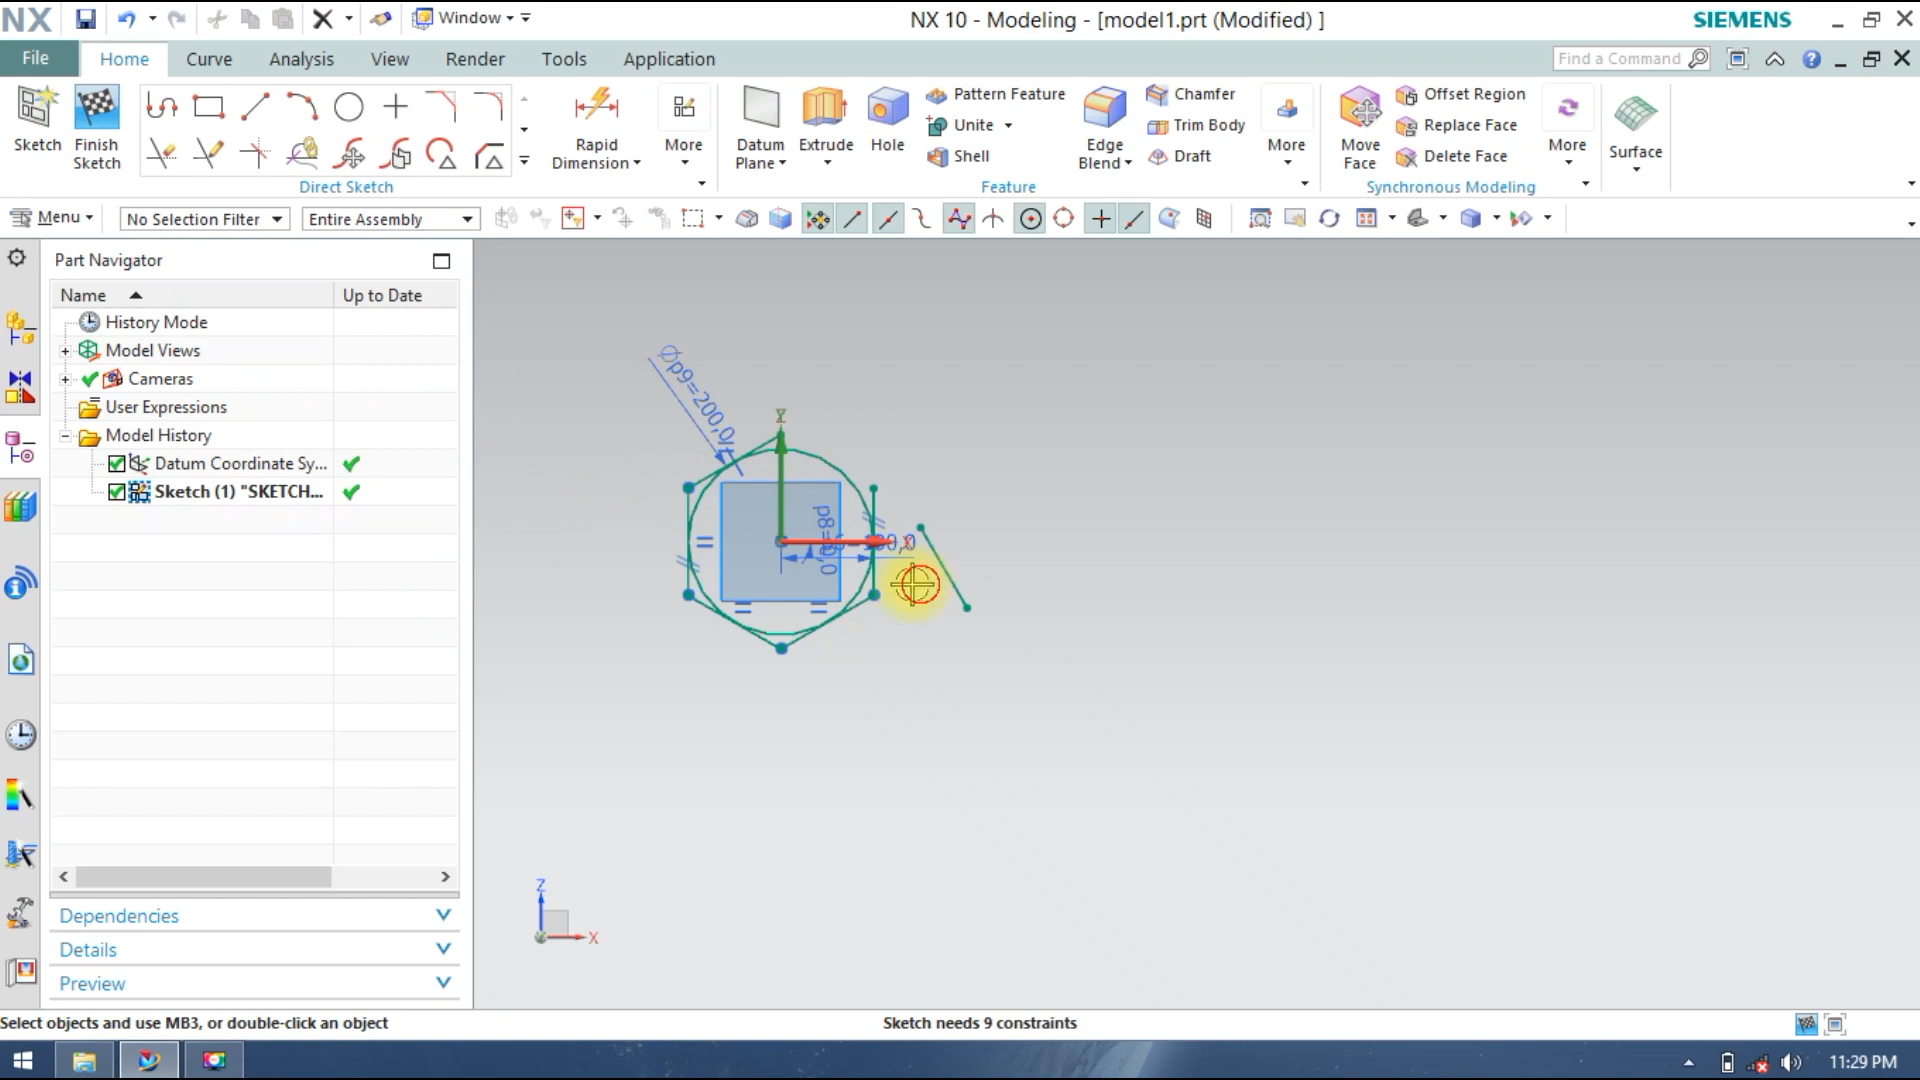 NX
Window
NX 10 - Modeling - [model1.prt (Modified) ]
SIEMENS
File
Home
Curve
Analysis
View
Render
Tools
Application
Find a Command
Sketch
Finish Sketch
Direct Sketch
Rapid Dimension
More
Datum Plane
Extrude
Hole
Pattern Feature
Unite
Shell
Edge Blend
Chamfer
Trim Body
Draft
More
Feature
Move Face
Offset Region
Replace Face
Delete Face
More
Synchronous Modeling
Surface
Menu
No Selection Filter
Entire Assembly
Part Navigator
Name
Up to Date
History Mode
Model Views
Cameras
User Expressions
Model History
Datum Coordinate Sy...
Sketch (1) "SKETCH...
Dependencies
Details
Preview
Øp9=200,0
Y
X
Z
X
Select objects and use MB3, or double-click an object
Sketch needs 9 constraints
11:29 PM